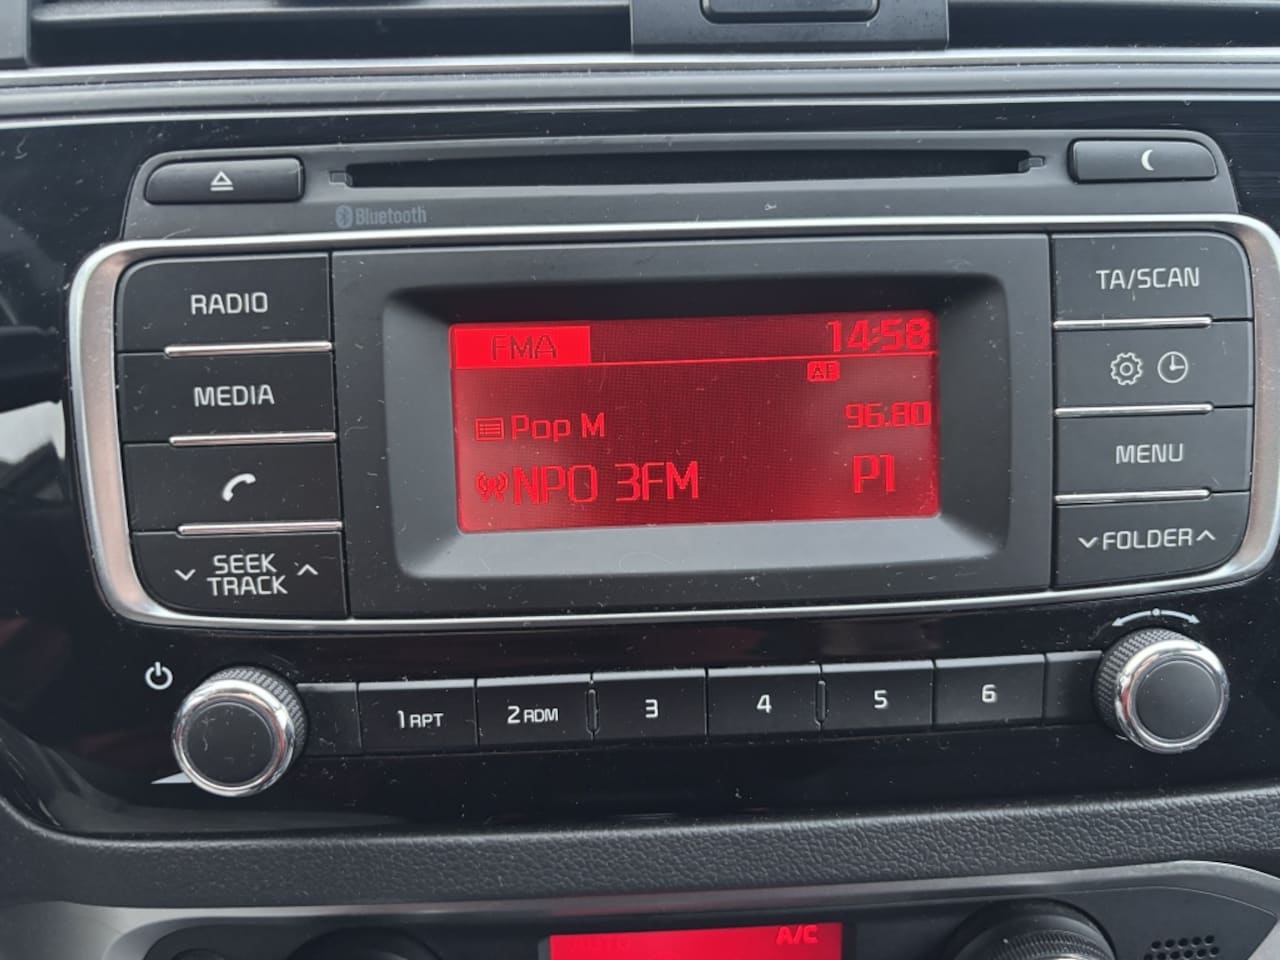 Bluetooth
RADIO
MEDIA
SEEK
TRACK
FMA
14:58
AF
Pop M
96.80
NPO 3FM
P1
TA/SCAN
MENU
FOLDER
1 RPT
2 RDM
3
4
5
6
AUTO
A/C